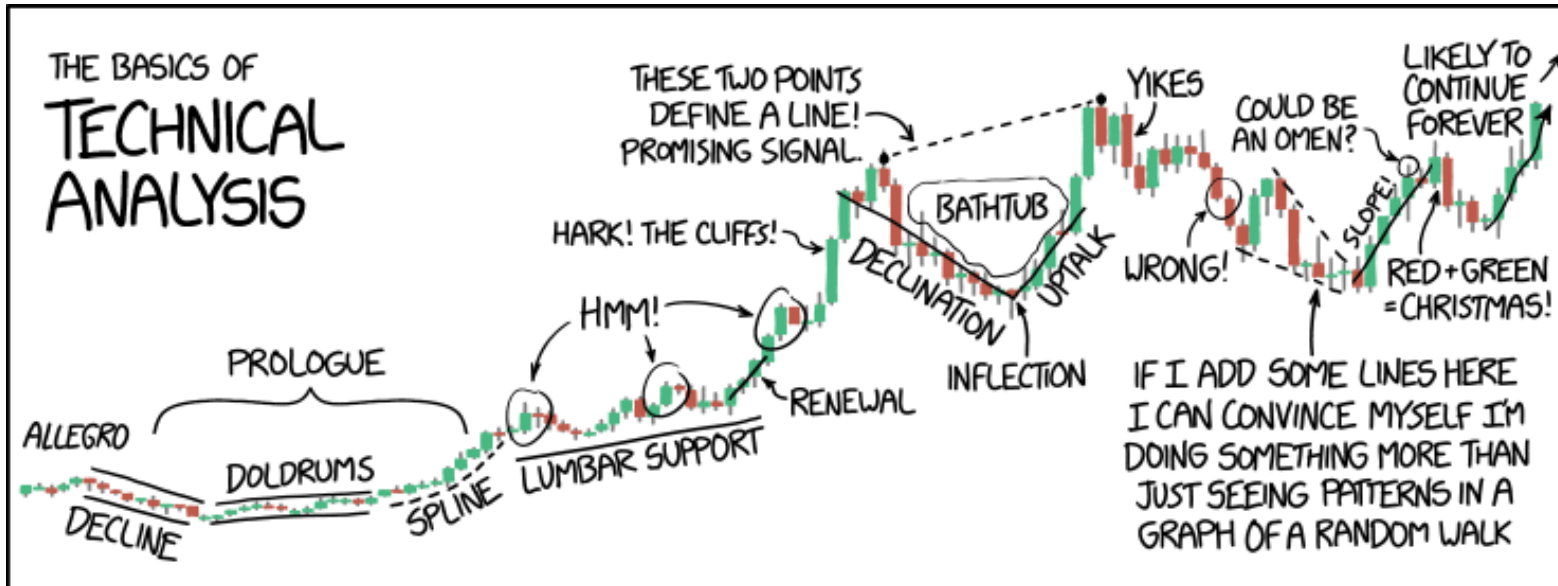 THE BASICS OF
TECHNICAL
ANALYSIS
ALLEGRO
DECLINE
PROLOGUE
DOLDRUMS
SPLINE
HMM!
LUMBAR SUPPORT
RENEWAL
HARK! THE CLIFFS!
THESE TWO POINTS
DEFINE A LINE!
PROMISING SIGNAL.
BATHTUB
DECLINATION
UPTALK
INFLECTION
YIKES
WRONG!
COULD BE
AN OMEN?
SLOPE!
LIKELY TO
CONTINUE
FOREVER
RED+GREEN
=CHRISTMAS!
IF I ADD SOME LINES HERE
I CAN CONVINCE MYSELF I'M
DOING SOMETHING MORE THAN
JUST SEEING PATTERNS IN A
GRAPH OF A RANDOM WALK